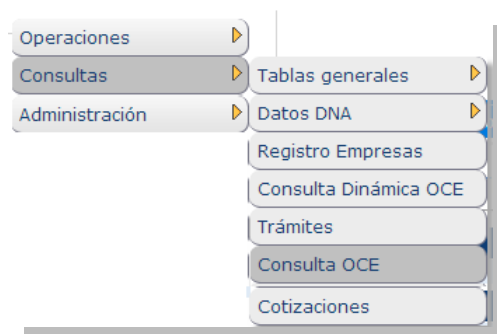 Operaciones
Consultas
Administración
Tablas generales
Datos DNA
Registro Empresas
Consulta Dinámica OCE
Trámites
Consulta OCE
Cotizaciones